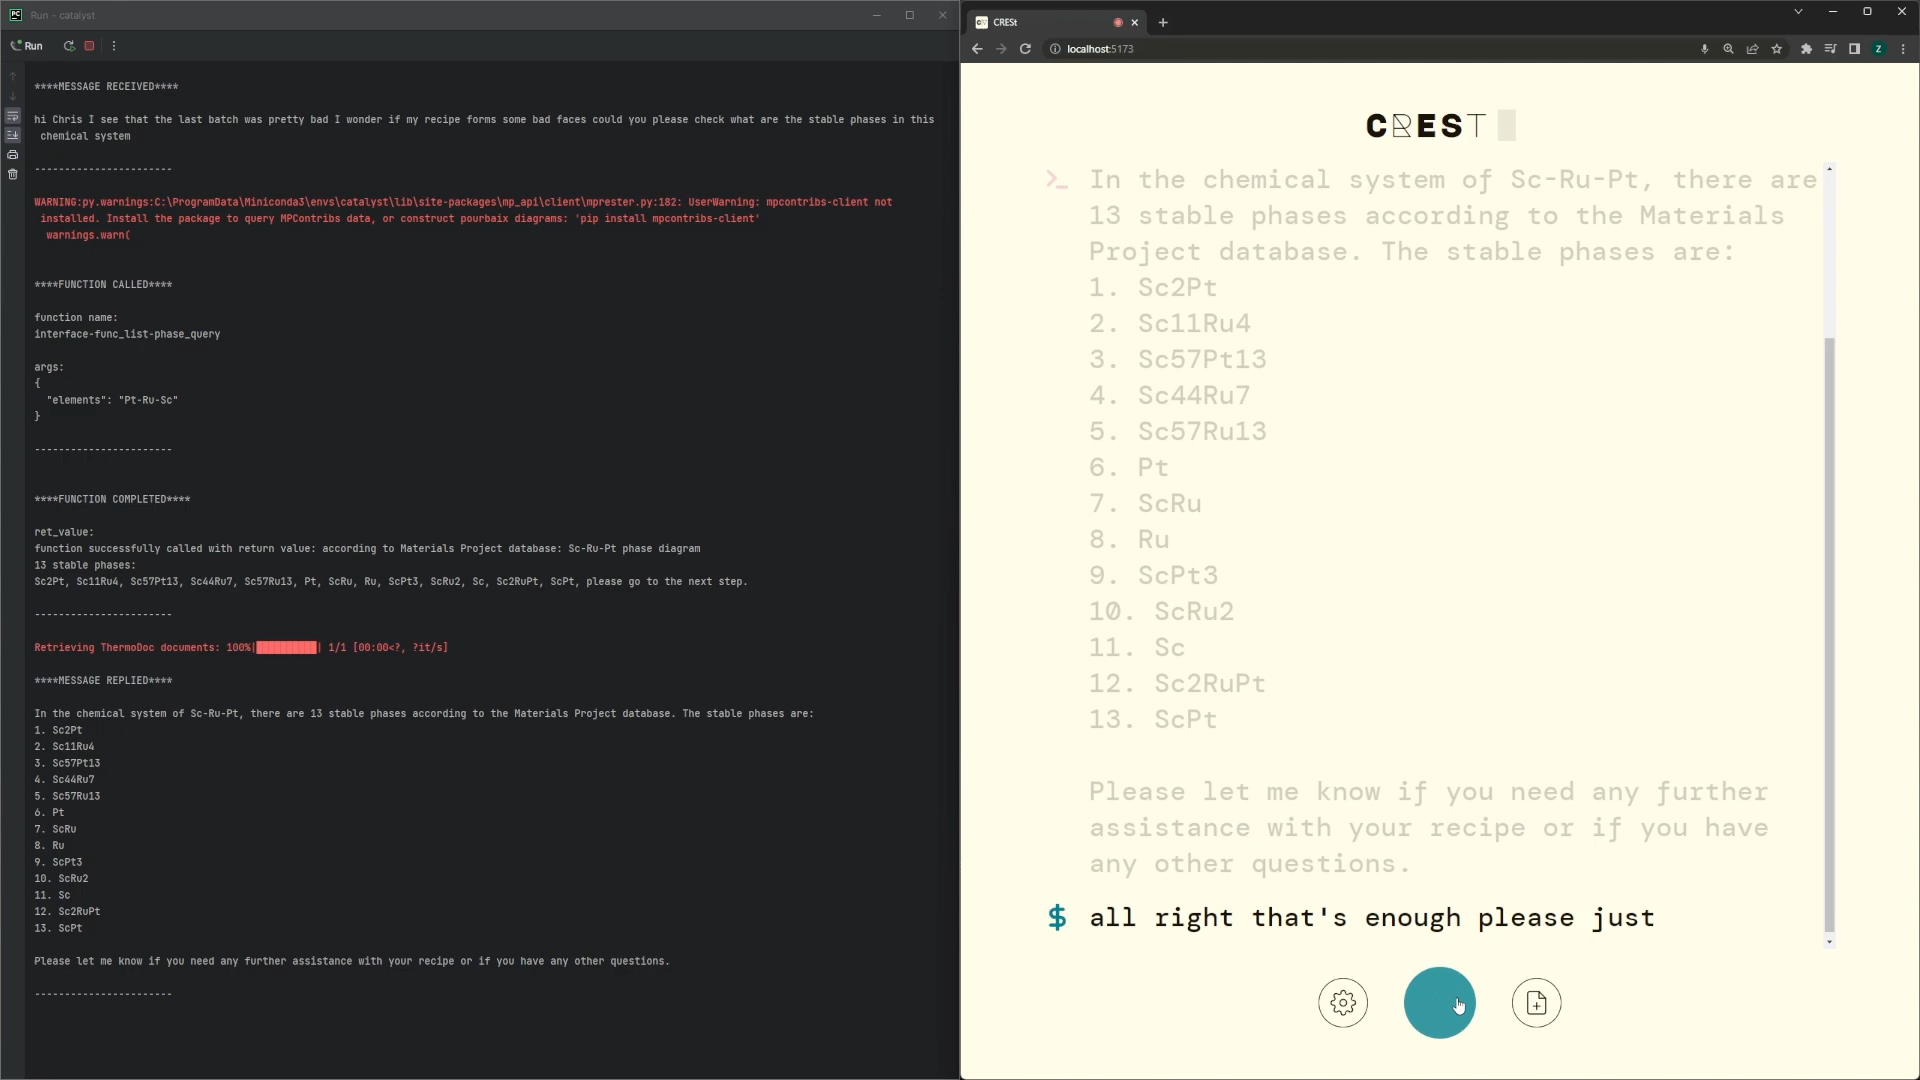 Run - catalyst
Run
****MESSAGE RECEIVED****
hi Chris I see that the last batch was pretty bad I wonder if my recipe forms some bad faces could you please check what are the stable phases in this
chemical system
-----------------------
WARNING:py.warnings:C:\ProgramData\Miniconda3\envs\catalyst\lib\site-packages\mp_api\client\mprester.py:182: UserWarning: mpcontribs-client not
installed. Install the package to query MPContribs data, or construct pourbaix diagrams: 'pip install mpcontribs-client'
warnings.warn(
****FUNCTION CALLED****
function name:
interface-func_list-phase_query
args:
{
"elements": "Pt-Ru-Sc"
}
-----------------------
****FUNCTION COMPLETED****
ret_value:
function successfully called with return value: according to Materials Project database: Sc-Ru-Pt phase diagram
13 stable phases:
Sc2Pt, Sc11Ru4, Sc57Pt13, Sc44Ru7, Sc57Ru13, Pt, ScRu, Ru, ScPt3, ScRu2, Sc, Sc2RuPt, ScPt, please go to the next step.
-----------------------
Retrieving ThermoDoc documents: 100%|██████████| 1/1 [00:00<?, ?it/s]
****MESSAGE REPLIED****
In the chemical system of Sc-Ru-Pt, there are 13 stable phases according to the Materials Project database. The stable phases are:
1. Sc2Pt
2. Sc11Ru4
3. Sc57Pt13
4. Sc44Ru7
5. Sc57Ru13
6. Pt
7. ScRu
8. Ru
9. ScPt3
10. ScRu2
11. Sc
12. Sc2RuPt
13. ScPt
Please let me know if you need any further assistance with your recipe or if you have any other questions.
-----------------------
CRESt
localhost:5173
Z
CREST
>_ In the chemical system of Sc-Ru-Pt, there are
13 stable phases according to the Materials
Project database. The stable phases are:
1. Sc2Pt
2. Sc11Ru4
3. Sc57Pt13
4. Sc44Ru7
5. Sc57Ru13
6. Pt
7. ScRu
8. Ru
9. ScPt3
10. ScRu2
11. Sc
12. Sc2RuPt
13. ScPt
Please let me know if you need any further
assistance with your recipe or if you have
any other questions.
$ all right that's enough please just